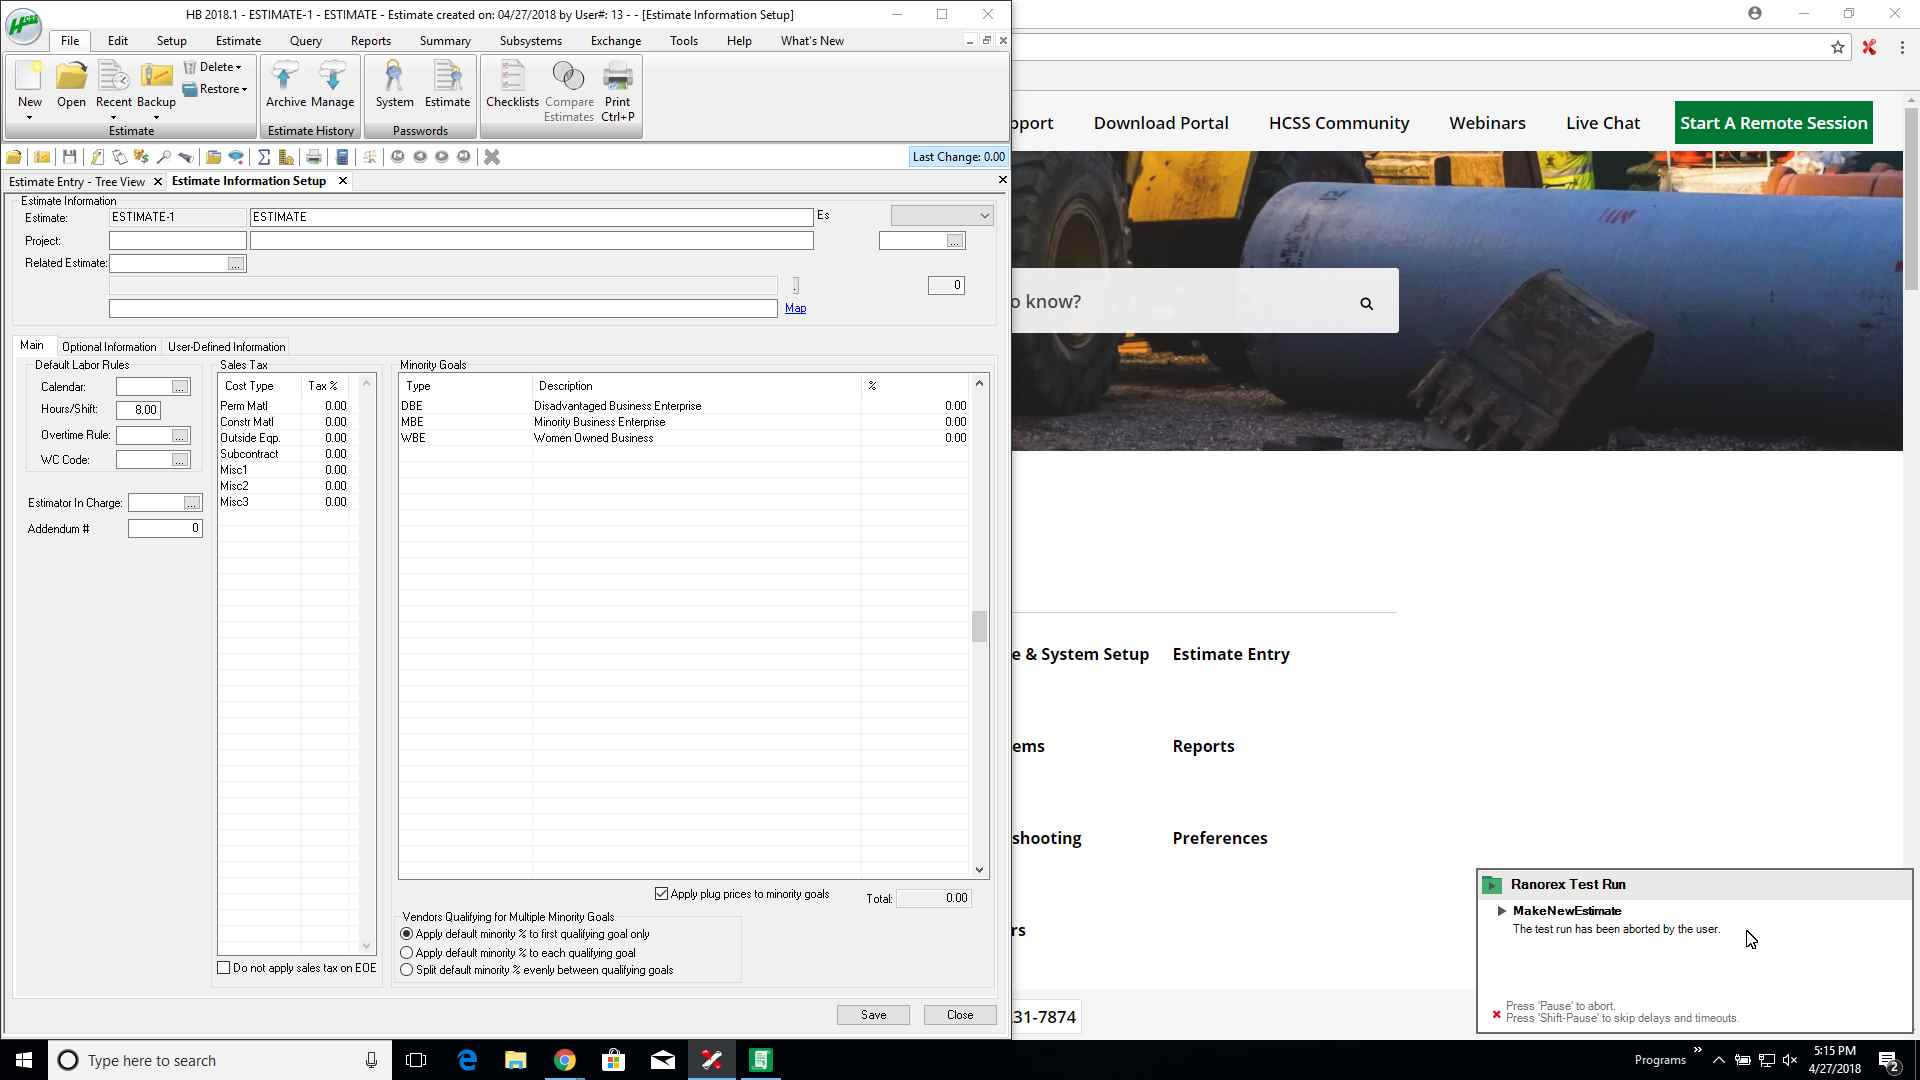 HB 2018.1 - ESTIMATE-1 - ESTIMATE - Estimate created on: 04/27/2018 by User#: 13 - - [Estimate Information Setup]
File Edit Setup Estimate Query Reports Summary Subsystems Exchange Tools Help What's New
New Open Recent Backup Delete Restore Archive Manage System Estimate Checklists Compare Estimates Print Ctrl+P
Estimate Estimate History Passwords
Last Change: 0.00
Estimate Entry - Tree View Estimate Information Setup
Estimate Information
Estimate: ESTIMATE-1 ESTIMATE Es
Project: ...
Related Estimate: ...
. 0
Map
Main Optional Information User-Defined Information
Default Labor Rules
Calendar: ...
Hours/Shift: 8.00
Overtime Rule: ...
WC Code: ...
Estimator In Charge: ...
Addendum # 0
Sales Tax
Cost Type Tax %
Perm Matl 0.00
Constr Matl 0.00
Outside Eqp. 0.00
Subcontract 0.00
Misc1 0.00
Misc2 0.00
Misc3 0.00
Do not apply sales tax on EOE
Minority Goals
Type Description %
DBE Disadvantaged Business Enterprise 0.00
MBE Minority Business Enterprise 0.00
WBE Women Owned Business 0.00
Apply plug prices to minority goals Total: 0.00
Vendors Qualifying for Multiple Minority Goals
Apply default minority % to first qualifying goal only
Apply default minority % to each qualifying goal
Split default minority % evenly between qualifying goals
Save Close
pport Download Portal HCSS Community Webinars Live Chat Start A Remote Session
o know?
e & System Setup Estimate Entry
ems Reports
shooting Preferences
rs
31-7874
Ranorex Test Run
MakeNewEstimate
The test run has been aborted by the user.
Press 'Pause' to abort.
Press 'Shift-Pause' to skip delays and timeouts.
Type here to search
Programs
5:15 PM
4/27/2018
2